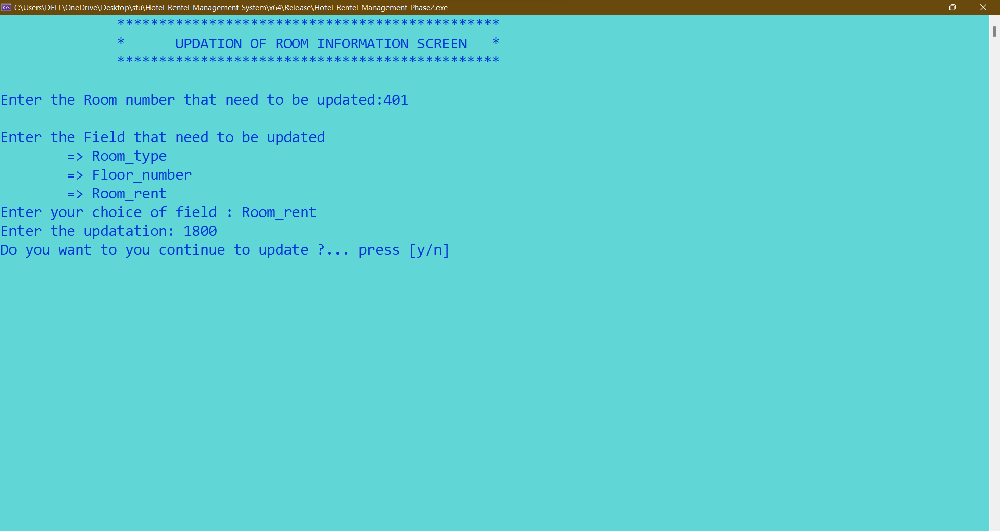 C:\Users\DELL\OneDrive\Desktop\stu\Hotel_Rentel_Management_System\x64\Release\Hotel_Rentel_Management_Phase2.exe
**********************************************
* UPDATION OF ROOM INFORMATION SCREEN *
**********************************************
Enter the Room number that need to be updated:401
Enter the Field that need to be updated
=> Room_type
=> Floor_number
=> Room_rent
Enter your choice of field : Room_rent
Enter the updatation: 1800
Do you want to you continue to update ?... press [y/n]